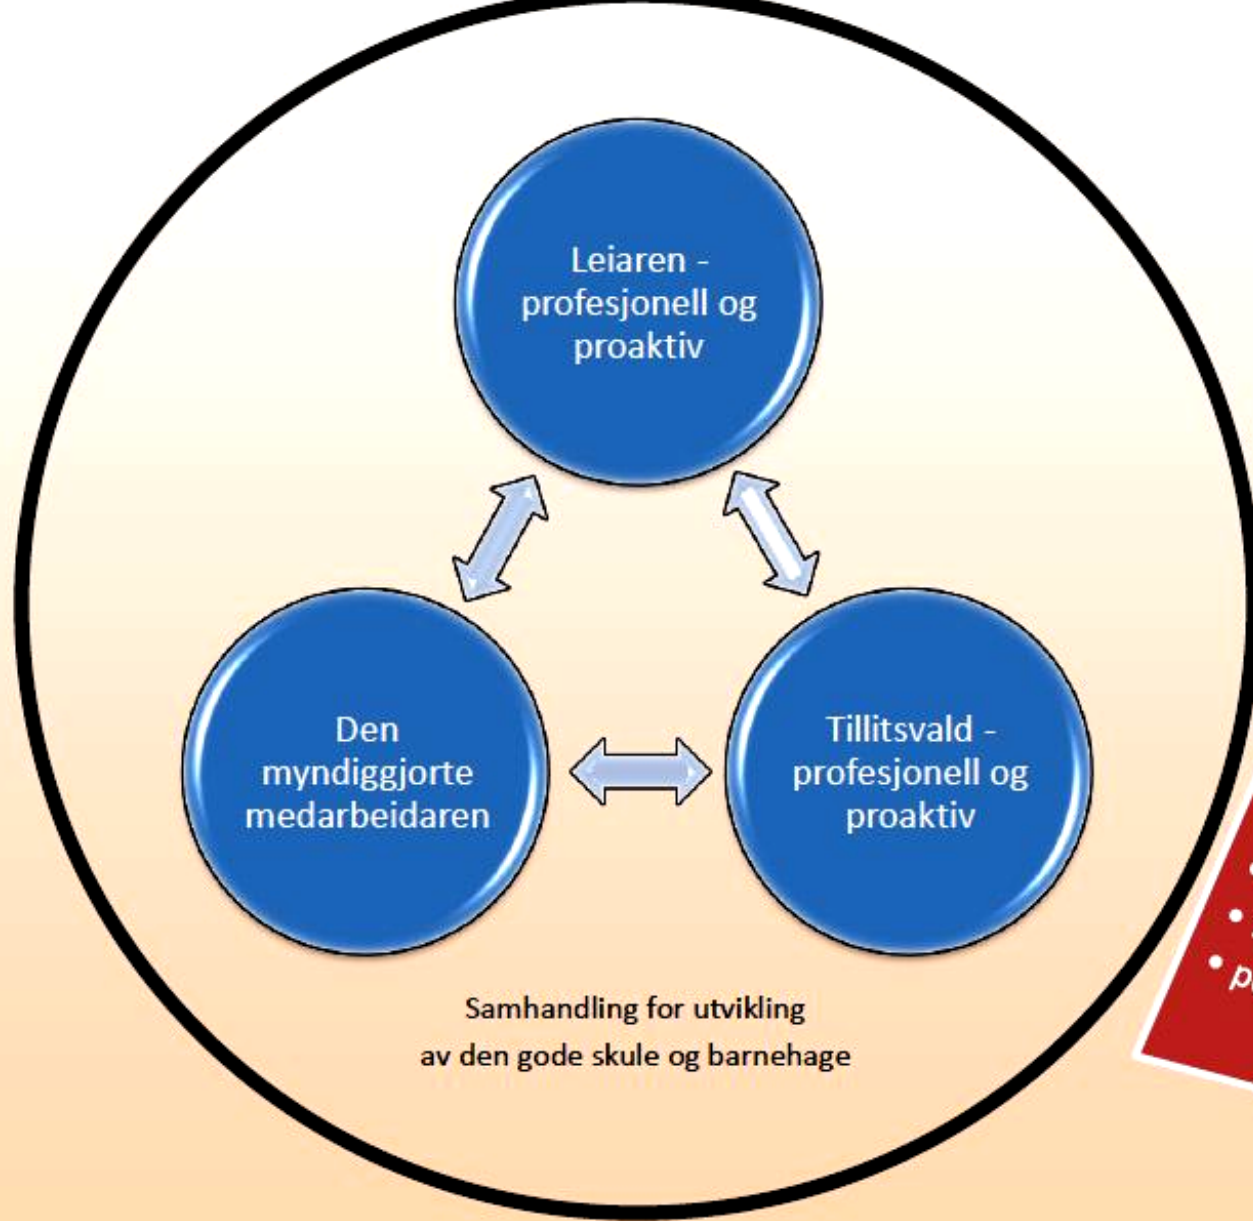 Leiaren -
profesjonell og
proaktiv
Den
myndiggjorte
medarbeidaren
Tillitsvald -
profesjonell og
proaktiv
Samhandling for utvikling
av den gode skule og barnehage